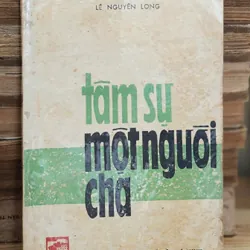 LÊ NGUYÊN LONG
tâm sự
một người
cha